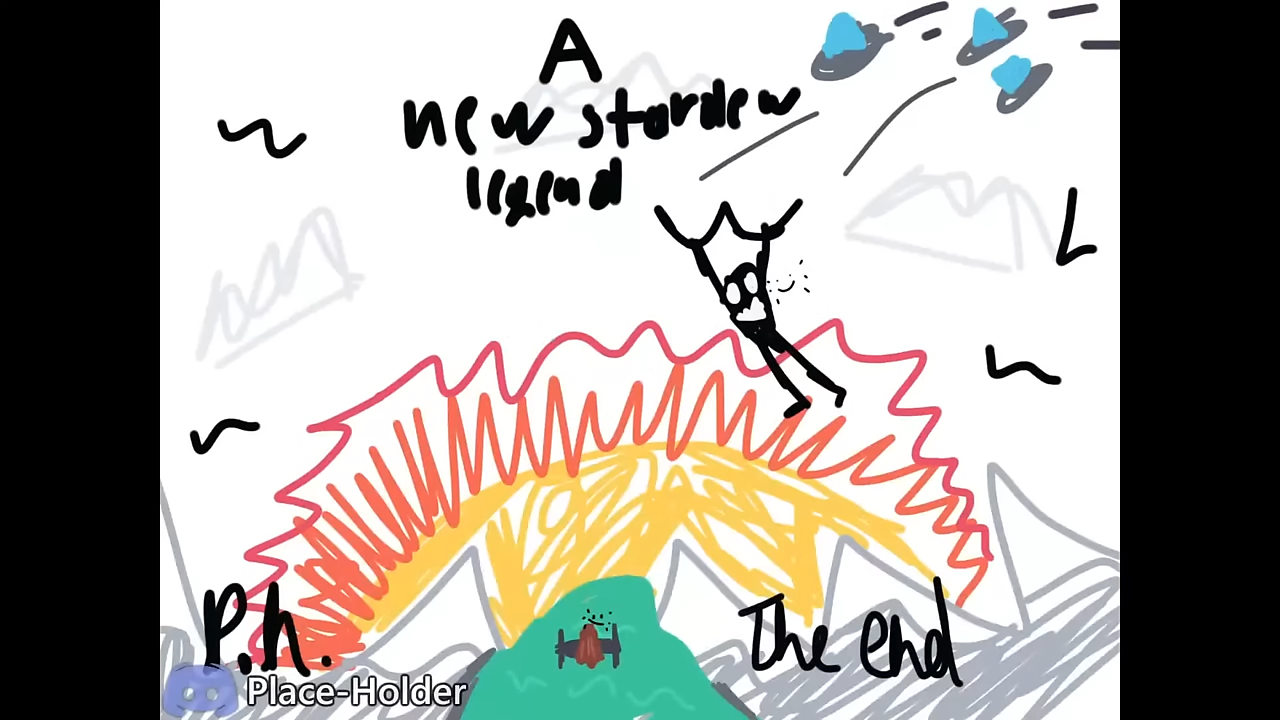 A
new stardew
legend
P.h.
The end
Place-Holder